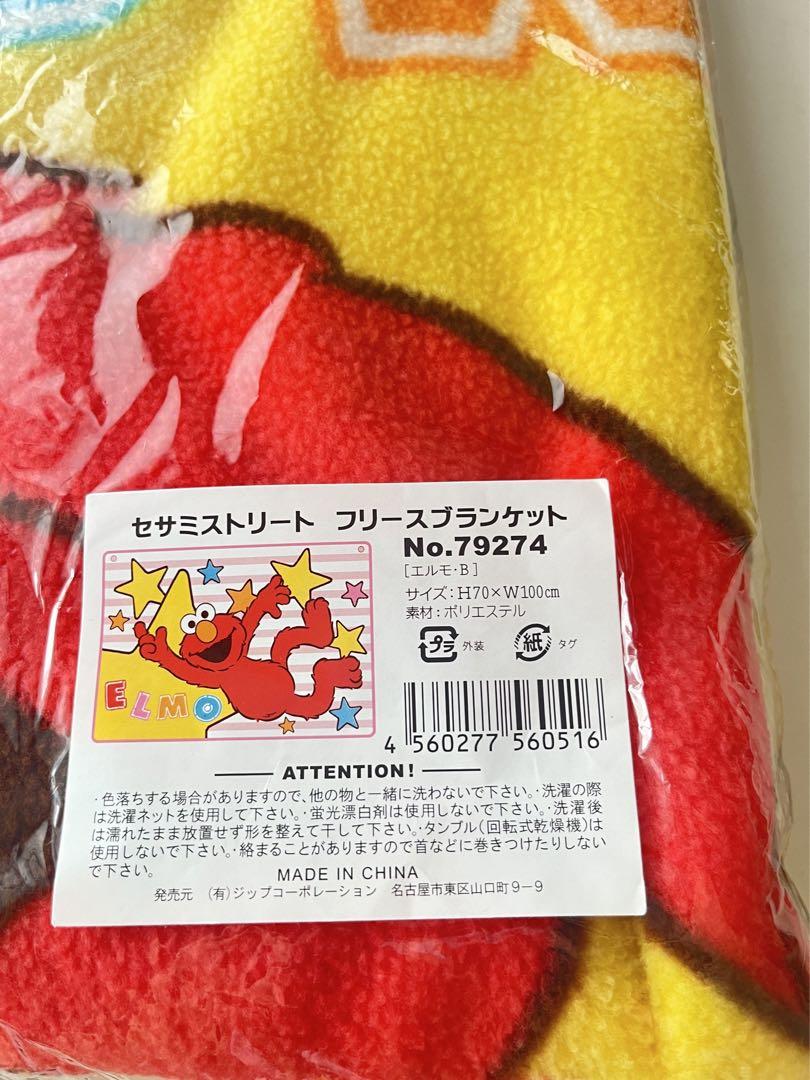 セサミストリート フリースブランケット
No.79274
[エルモ・B]
サイズ:H70×W100cm
素材:ポリエステル
プラ 外装 紙 タグ
ELMO
4 560277 560516
ATTENTION!
・色落ちする場合がありますので、他の物と一緒に洗わないで下さい。・洗濯の際
は洗濯ネットを使用して下さい。・蛍光漂白剤は使用しないで下さい。・洗濯後
は濡れたまま放置せず形を整えて干して下さい。・タンブル(回転式乾燥機)は
使用しないで下さい。・絡まることがありますので首などに巻きつけたりしない
で下さい。
MADE IN CHINA
発売元 (有)ジップコーポレーション 名古屋市東区山口町9-9